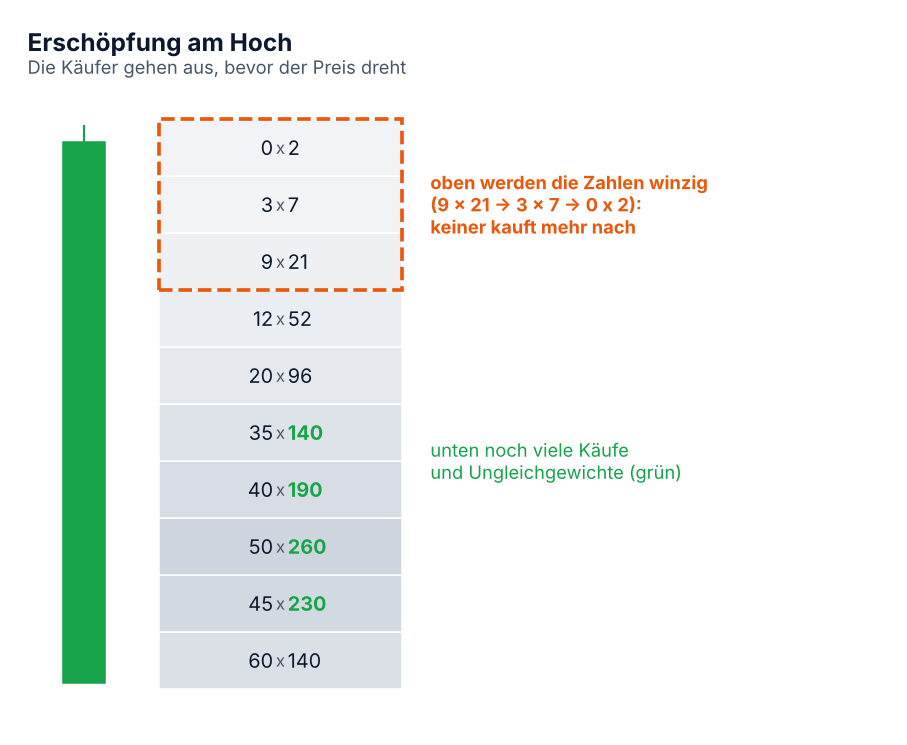 Erschöpfung am Hoch
Die Käufer gehen aus, bevor der Preis dreht
0 x 2
3 x 7
9 x 21
12 x 52
20 x 96
35 x 140
40 x 190
50 x 260
45 x 230
60 x 140
oben werden die Zahlen winzig
(9 × 21 → 3 × 7 → 0 x 2):
keiner kauft mehr nach
unten noch viele Käufe
und Ungleichgewichte (grün)